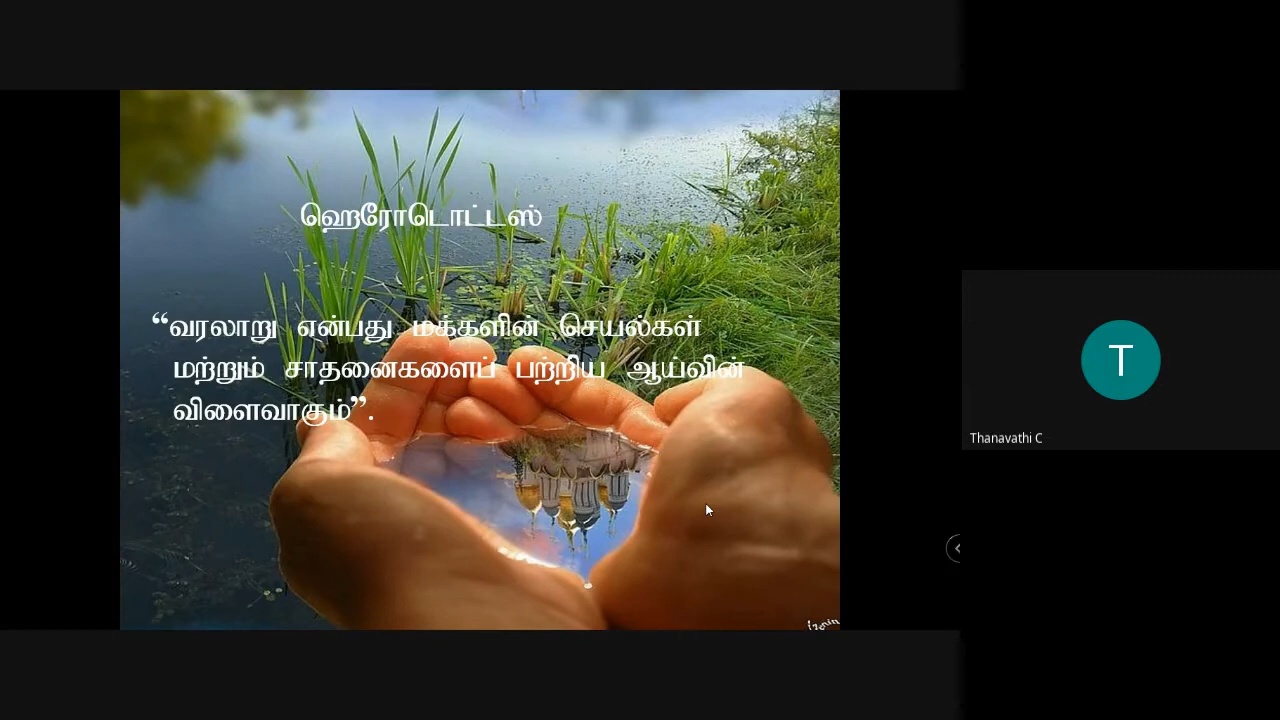 ஹெரோடொட்டஸ்
“வரலாறு என்பது மக்களின் செயல்கள்
மற்றும் சாதனைகளைப் பற்றிய ஆய்வின்
விளைவாகும்”.
T
Thanavathi C